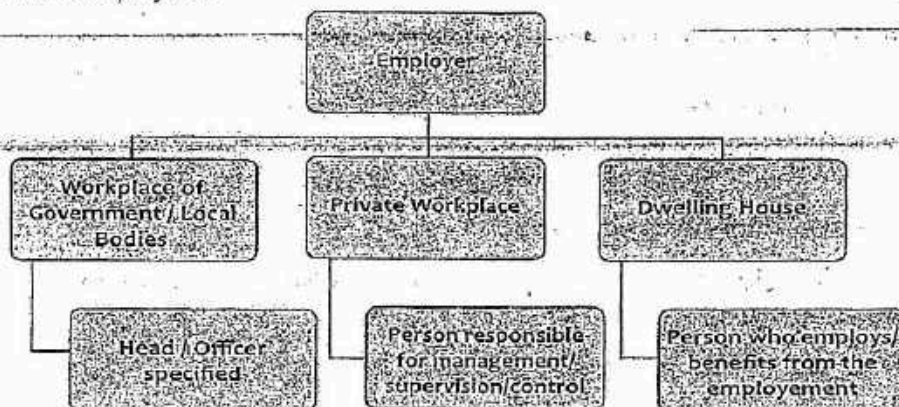 Employer
Workplace of
Government / Local
Bodies
Private Workplace
Dwelling House
Head / Officer
specified
Person responsible
for management/
supervision/control
Person who employs/
benefits from the
employement